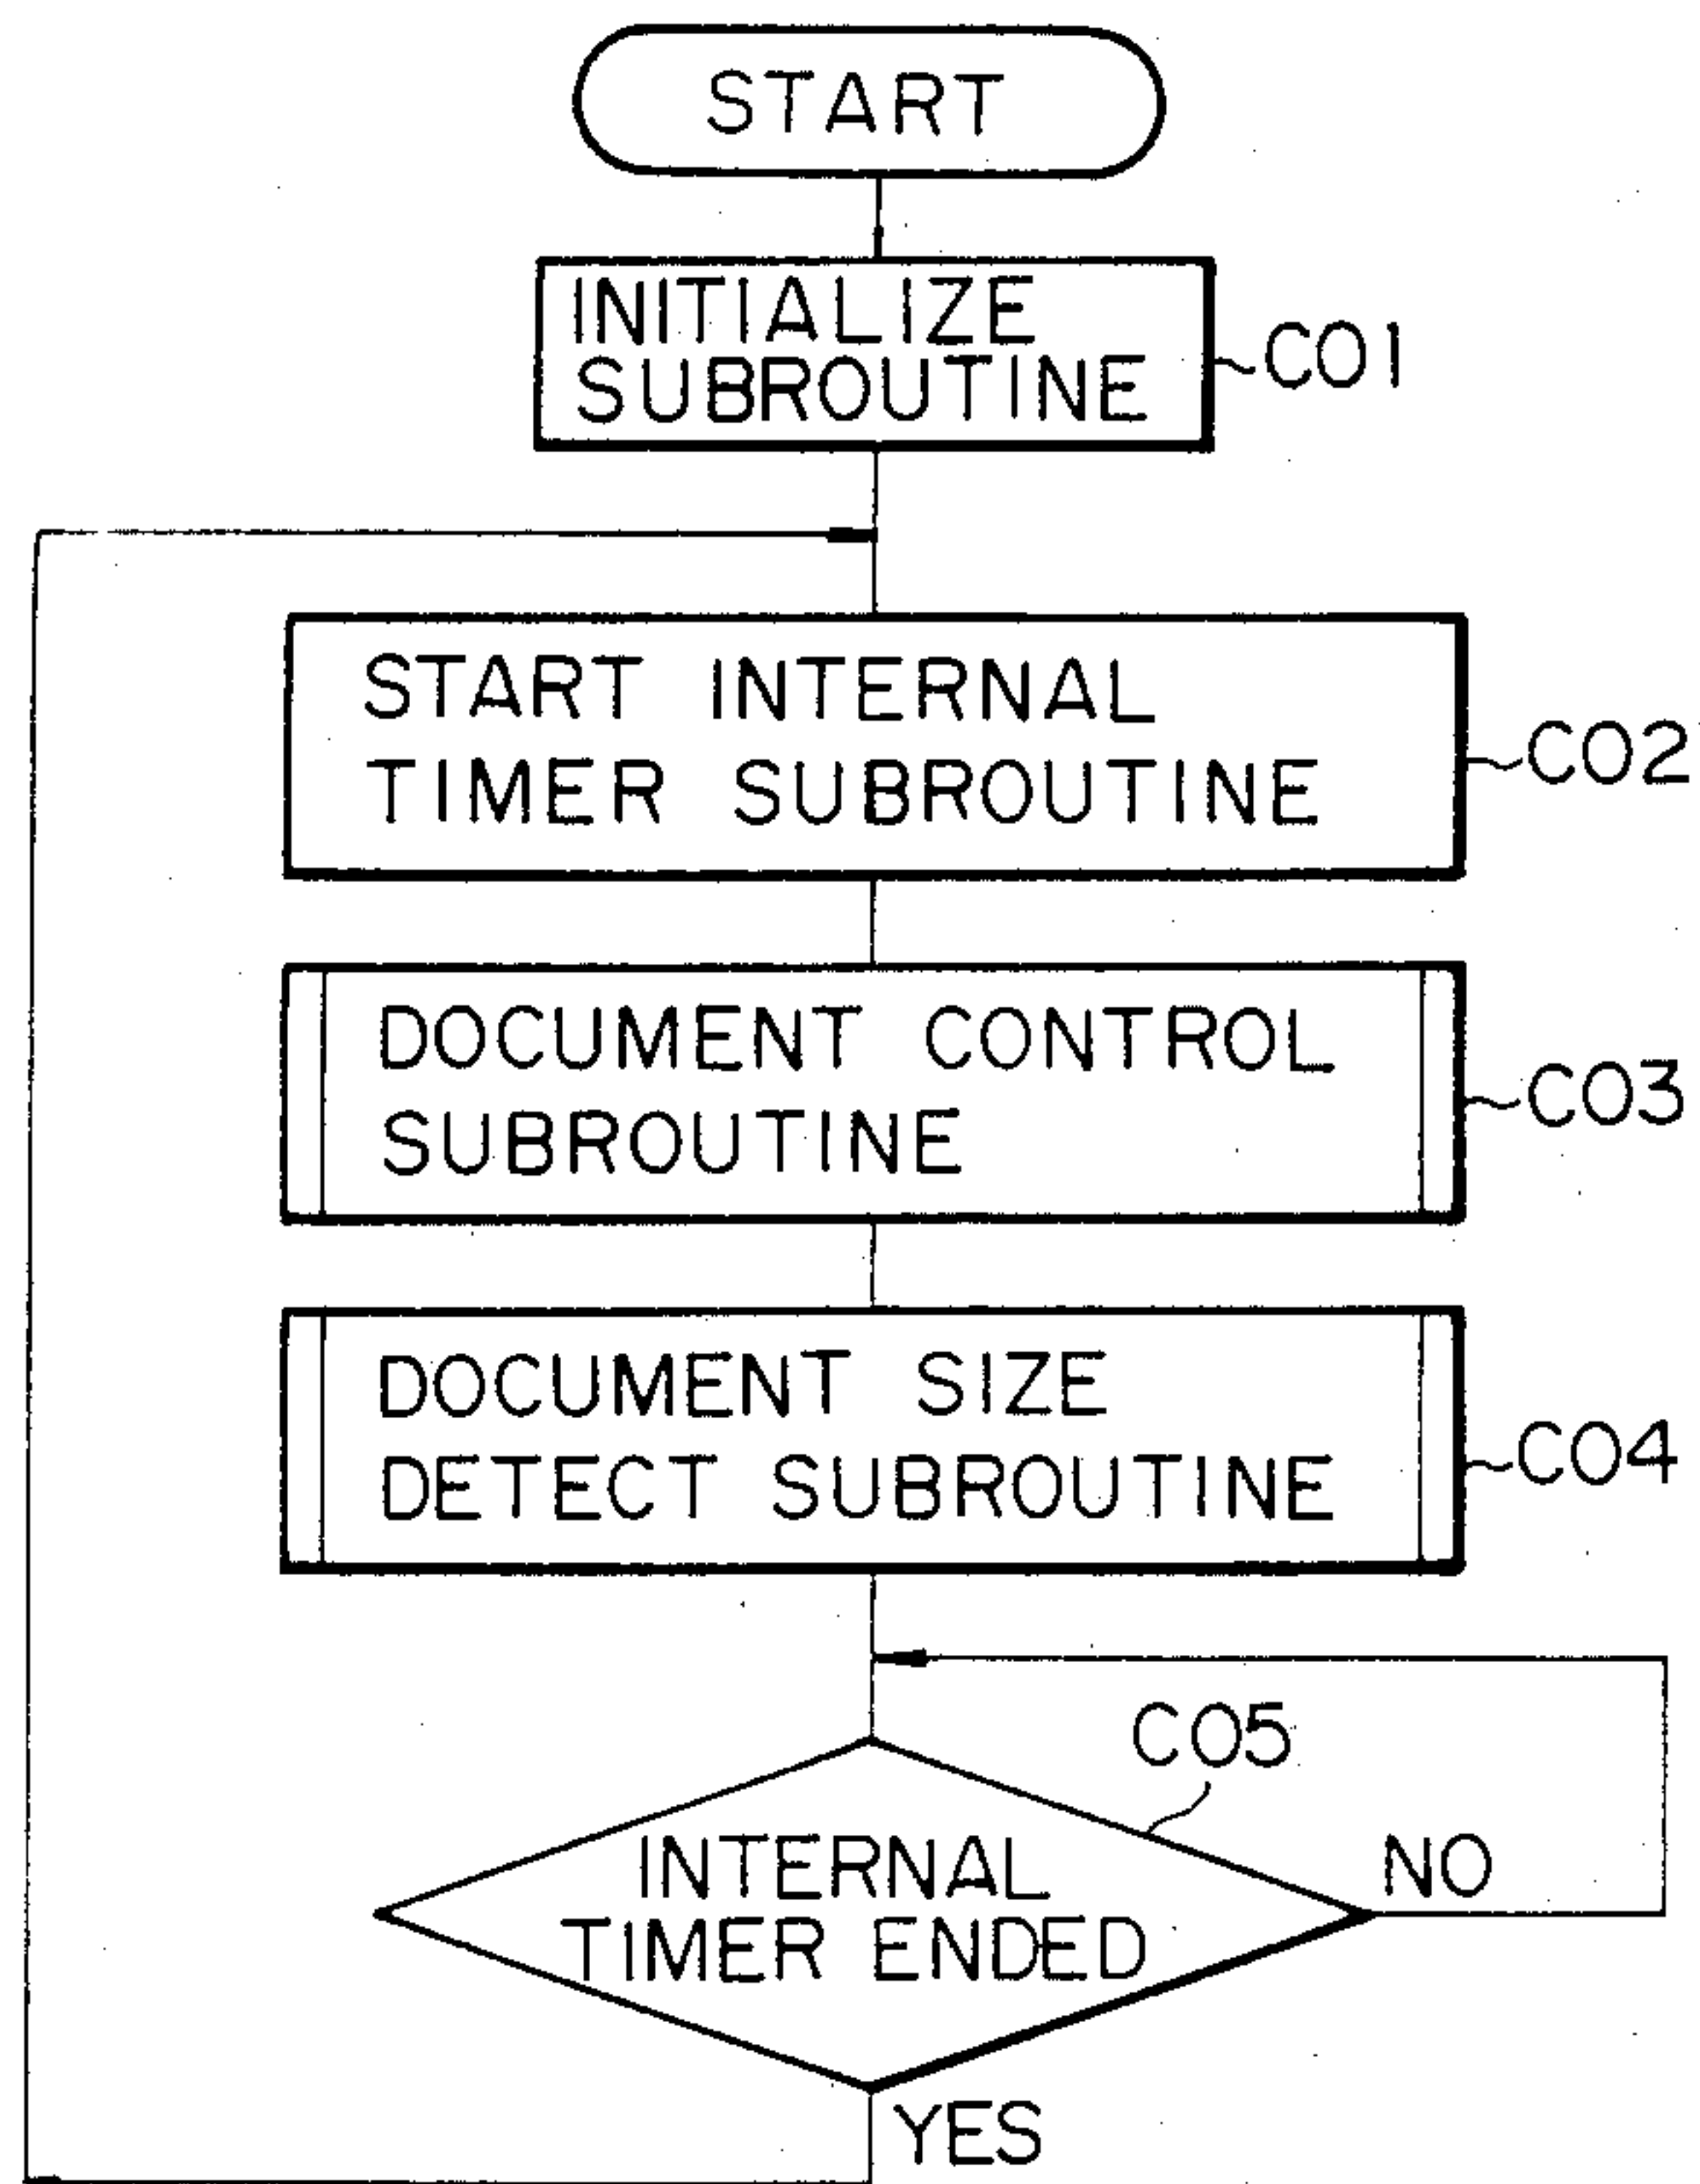 START
INITIALIZE
SUBROUTINE
C01
START INTERNAL
TIMER SUBROUTINE
C02
DOCUMENT CONTROL
SUBROUTINE
C03
DOCUMENT SIZE
DETECT SUBROUTINE
C04
C05
INTERNAL
TIMER ENDED
NO
YES